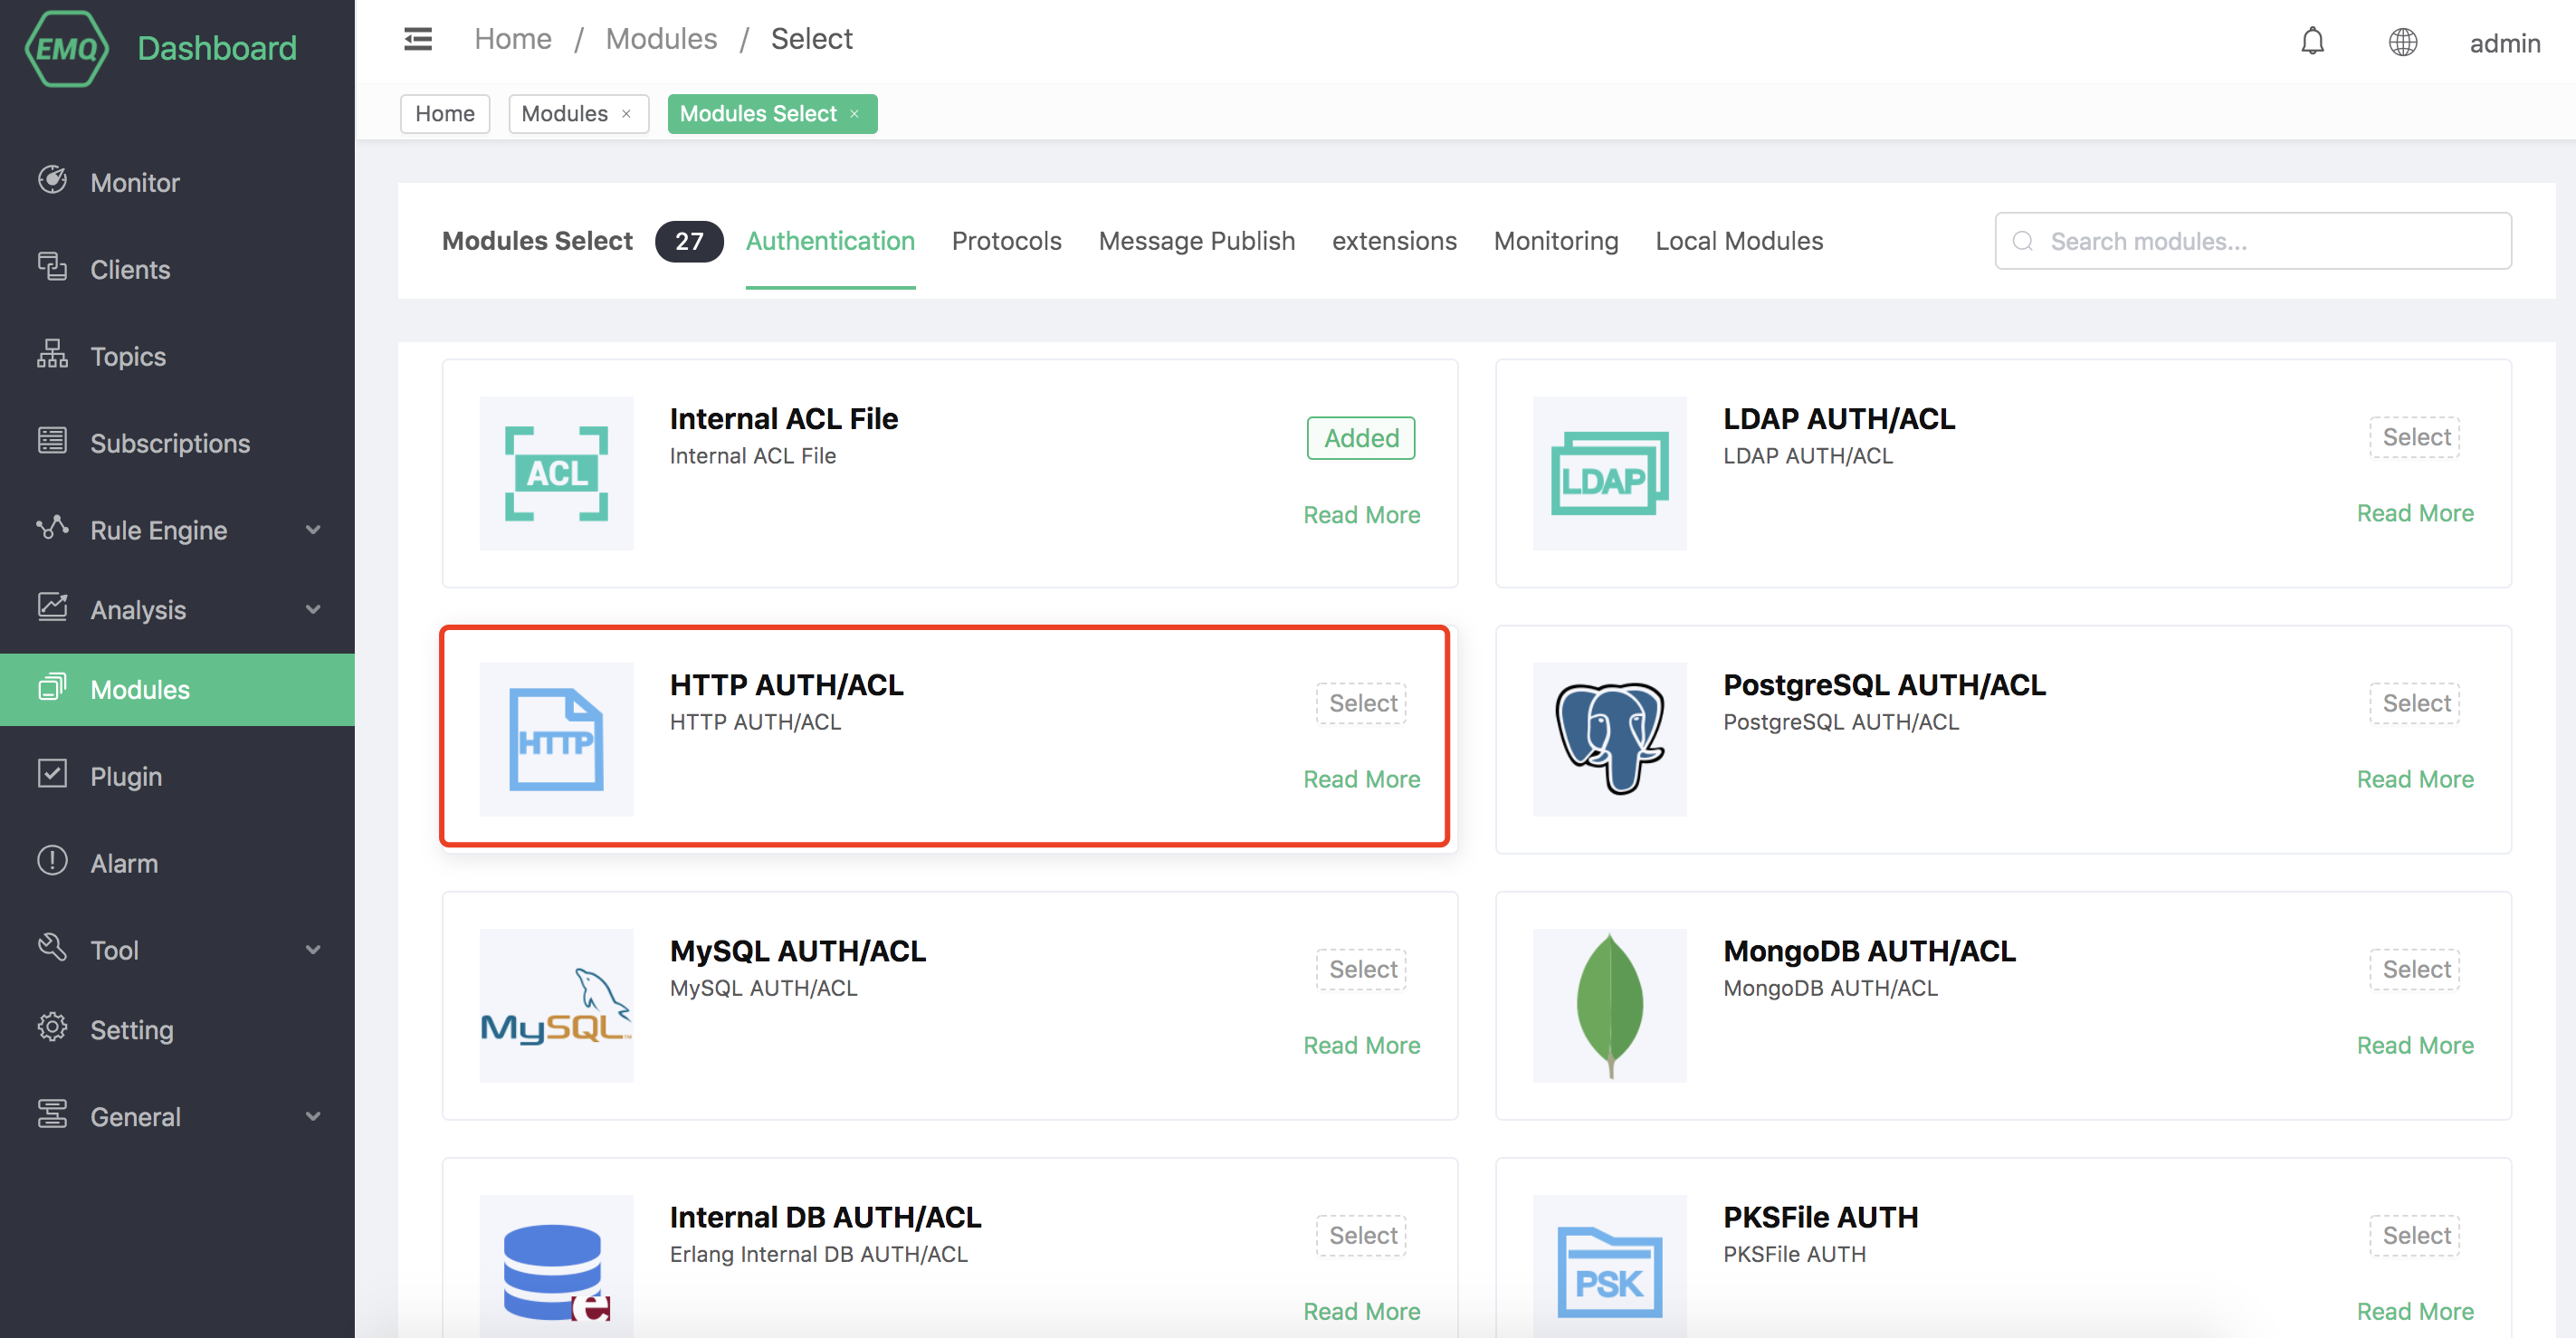 EMQ Dashboard
Home / Modules / Select
admin
Home
Modules ×
Modules Select ×
Monitor
Clients
Topics
Subscriptions
Rule Engine
Analysis
Modules
Plugin
Alarm
Tool
Setting
General
Modules Select 27 Authentication Protocols Message Publish extensions Monitoring Local Modules
Search modules...
ACL
Internal ACL File
Internal ACL File
Added
Read More
LDAP
LDAP AUTH/ACL
LDAP AUTH/ACL
Select
Read More
HTTP
HTTP AUTH/ACL
HTTP AUTH/ACL
Select
Read More
PostgreSQL AUTH/ACL
PostgreSQL AUTH/ACL
Select
Read More
MySQL
MySQL AUTH/ACL
MySQL AUTH/ACL
Select
Read More
MongoDB AUTH/ACL
MongoDB AUTH/ACL
Select
Read More
e
Internal DB AUTH/ACL
Erlang Internal DB AUTH/ACL
Select
Read More
PSK
PKSFile AUTH
PKSFile AUTH
Select
Read More